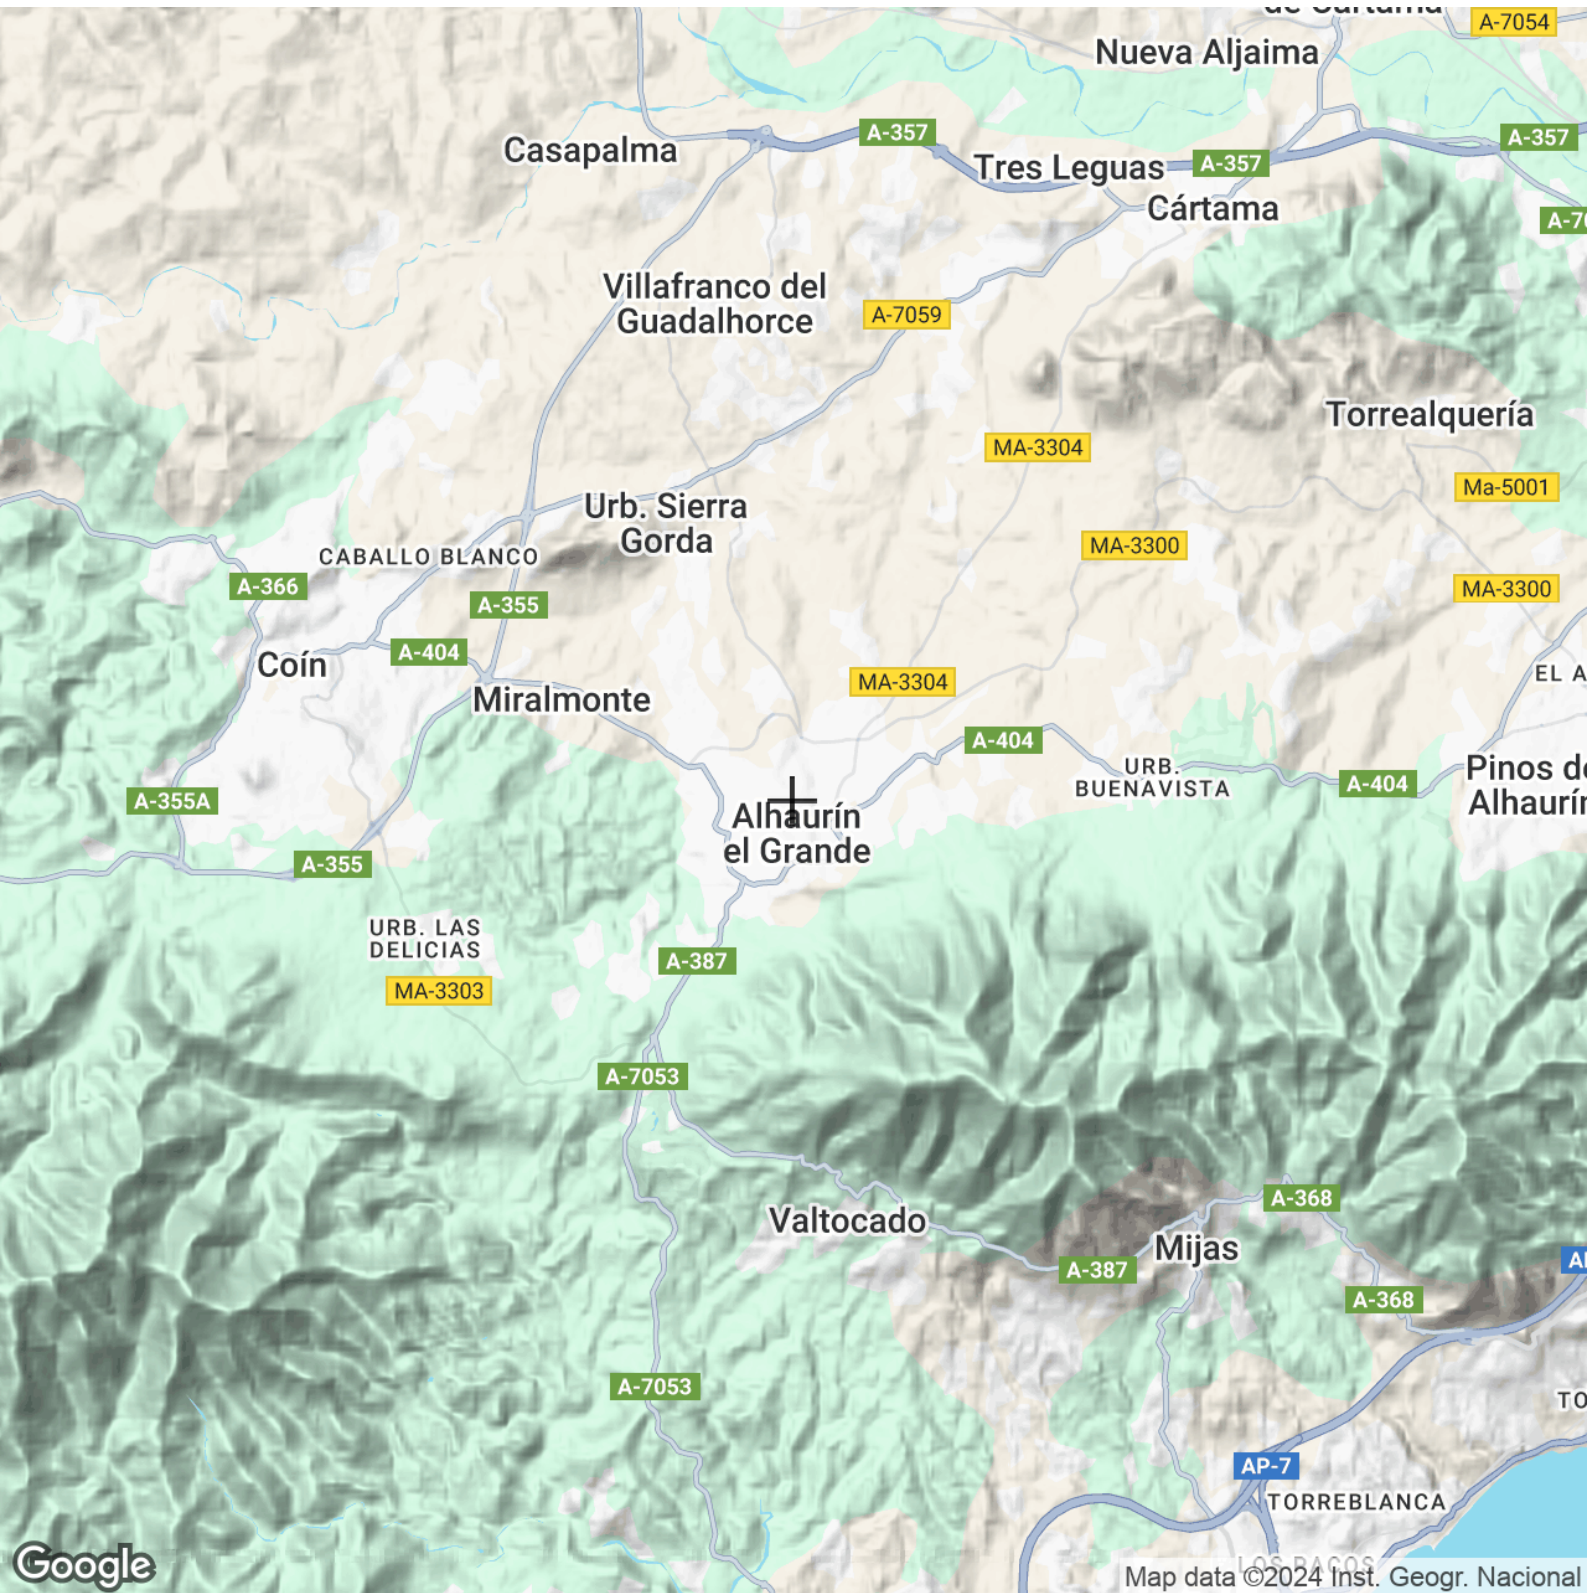 A-7054
Nueva Aljaima
A-357
A-357
Casapalma
Tres Leguas
A-357
Cártama
Villafranco del
Guadalhorce
A-7059
Torrealquería
MA-3304
Ma-5001
Urb. Sierra
Gorda
MA-3300
CABALLO BLANCO
A-366
MA-3300
A-355
A-404
Coín
MA-3304
Miralmonte
A-404
URB.
BUENAVISTA
Pinos de
Alhaurín
A-404
A-355A
Alhaurín
el Grande
A-355
URB. LAS
DELICIAS
A-387
MA-3303
A-7053
A-368
Valtocado
Mijas
A-387
A-368
A-7053
AP-7
TORREBLANCA
Google
Map data ©2024 Inst. Geogr. Nacional